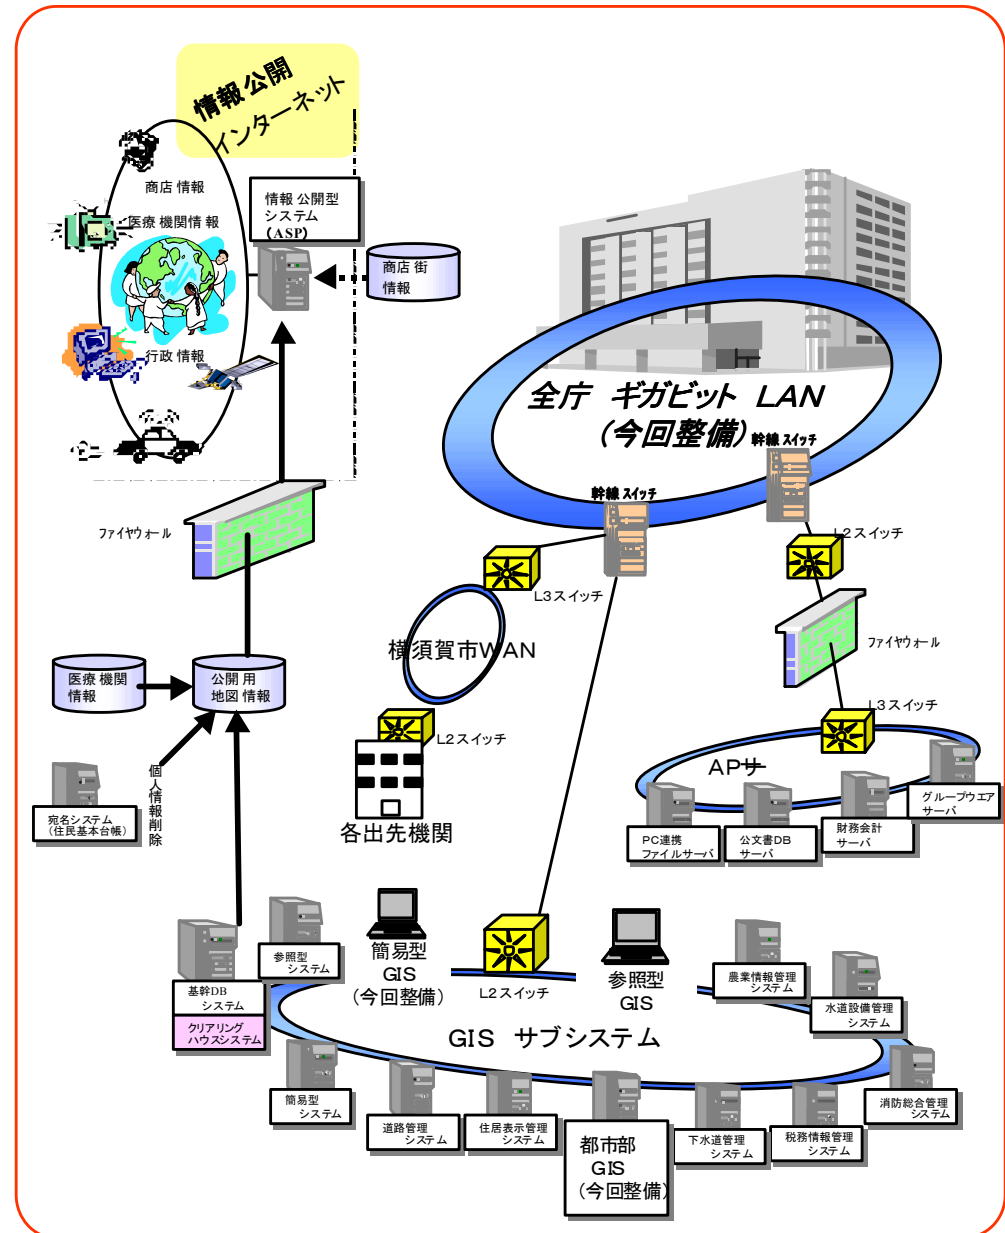 情報公開
インターネット
商店情報
医療機関情報
行政情報
情報公開型
システム
(ASP)
商店街
情報
全庁 ギガビット LAN
(今回整備)
幹線スイッチ
幹線スイッチ
ファイヤウォール
L3スイッチ
L2スイッチ
横須賀市WAN
ファイヤウォール
医療機関
情報
公開用
地図情報
L2スイッチ
L3スイッチ
APサー
宛名システム
(住民基本台帳)
個人情報削除
各出先機関
PC連携
ファイルサーバ
公文書DB
サーバ
財務会計
サーバ
グループウエア
サーバ
基幹DB
システム
クリアリング
ハウスシステム
参照型
システム
簡易型
GIS
(今回整備)
L2スイッチ
参照型
GIS
農業情報管理
システム
水道設備管理
システム
GIS サブシステム
簡易型
システム
道路管理
システム
住居表示管理
システム
都市部
GIS
(今回整備)
下水道管理
システム
税務情報管理
システム
消防総合管理
システム